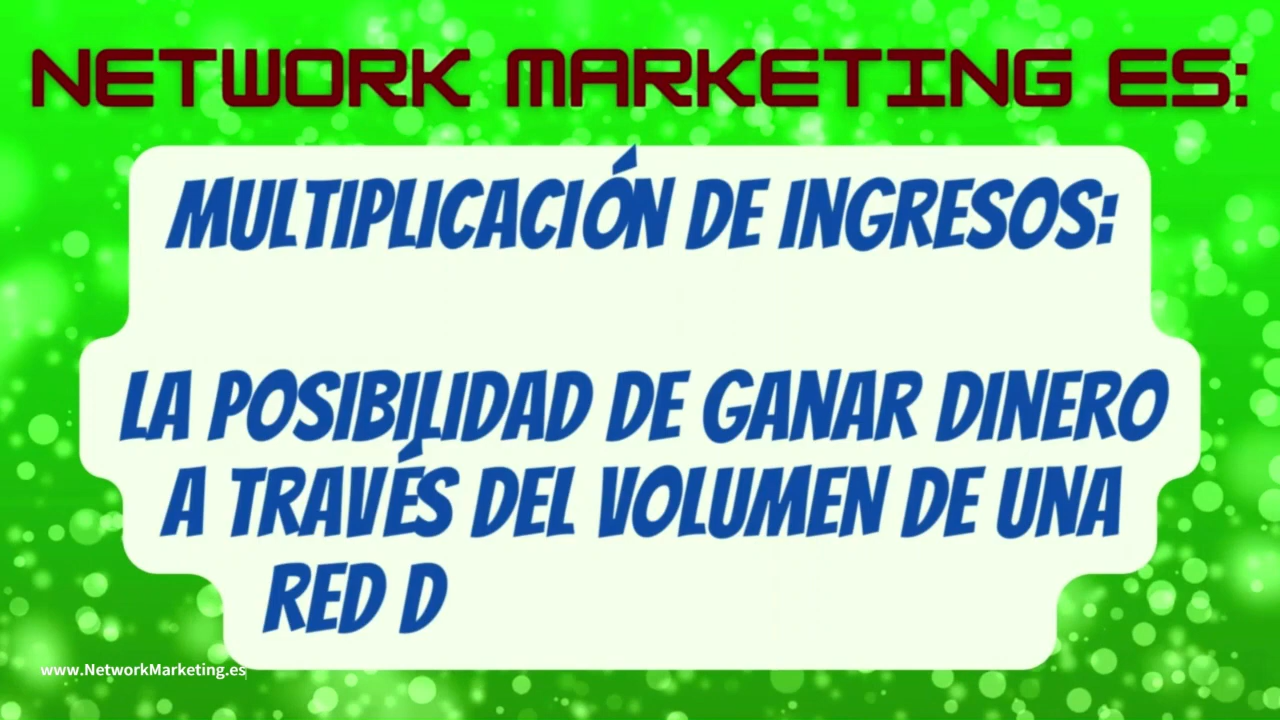 NETWORK MARKETING ES:
MULTIPLICACIÓN DE INGRESOS:
LA POSIBILIDAD DE GANAR DINERO
A TRAVÉS DEL VOLUMEN DE UNA
RED D
www.NetworkMarketing.es